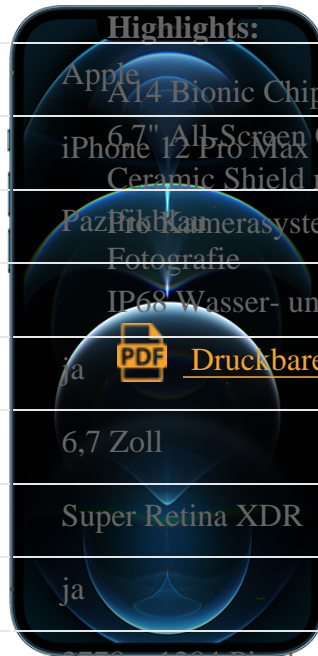 Highlights:
Apple
A14 Bionic Chip
6,7" All-Screen
iPhone 12 Pro Max
Ceramic Shield
Pazifikblau
Pro Kamerasyste
Fotografie
IP68 Wasser- un
PDF Druckbare
ja
6,7 Zoll
Super Retina XDR
ja